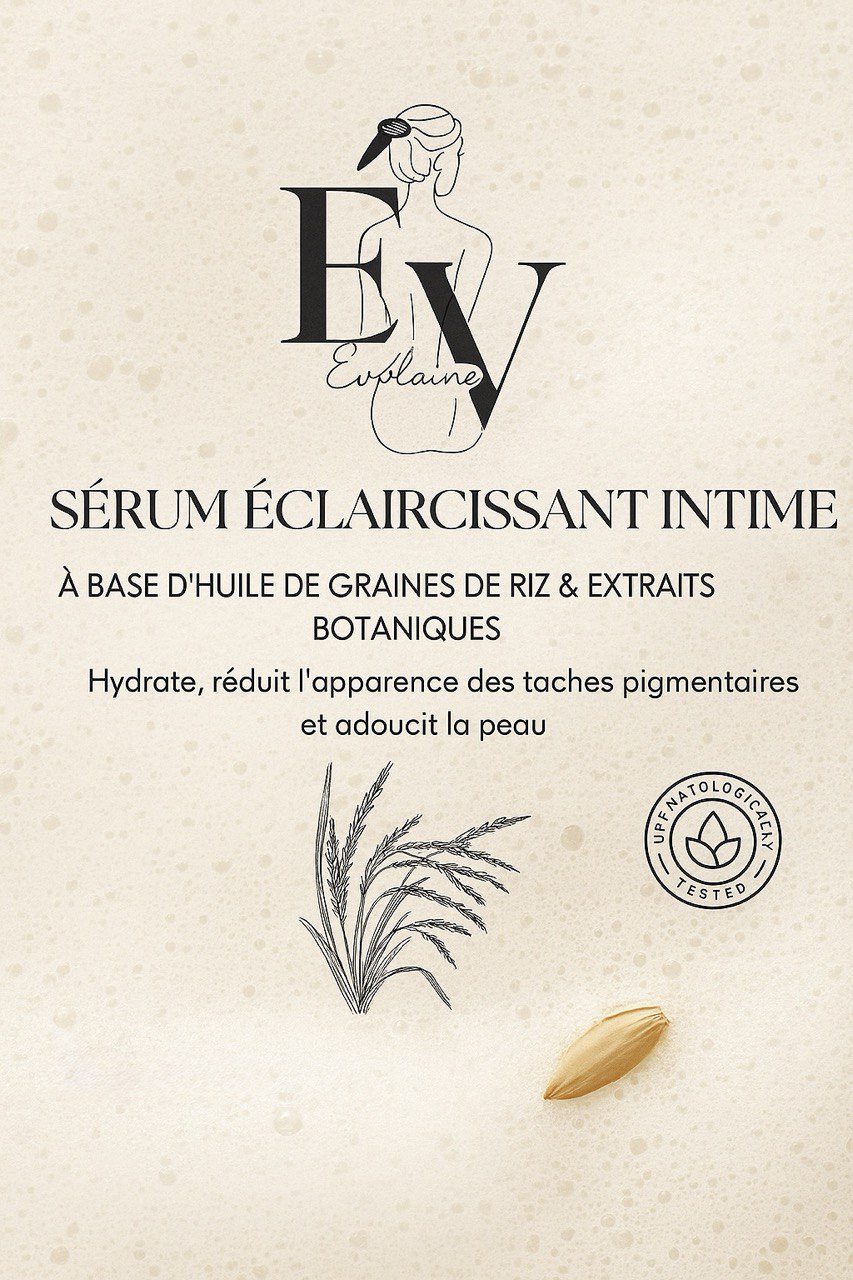 EV
Evolaine
SÉRUM ÉCLAIRCISSANT INTIME
À BASE D'HUILE DE GRAINES DE RIZ & EXTRAITS
BOTANIQUES
Hydrate, réduit l'apparence des taches pigmentaires
et adoucit la peau
TESTED